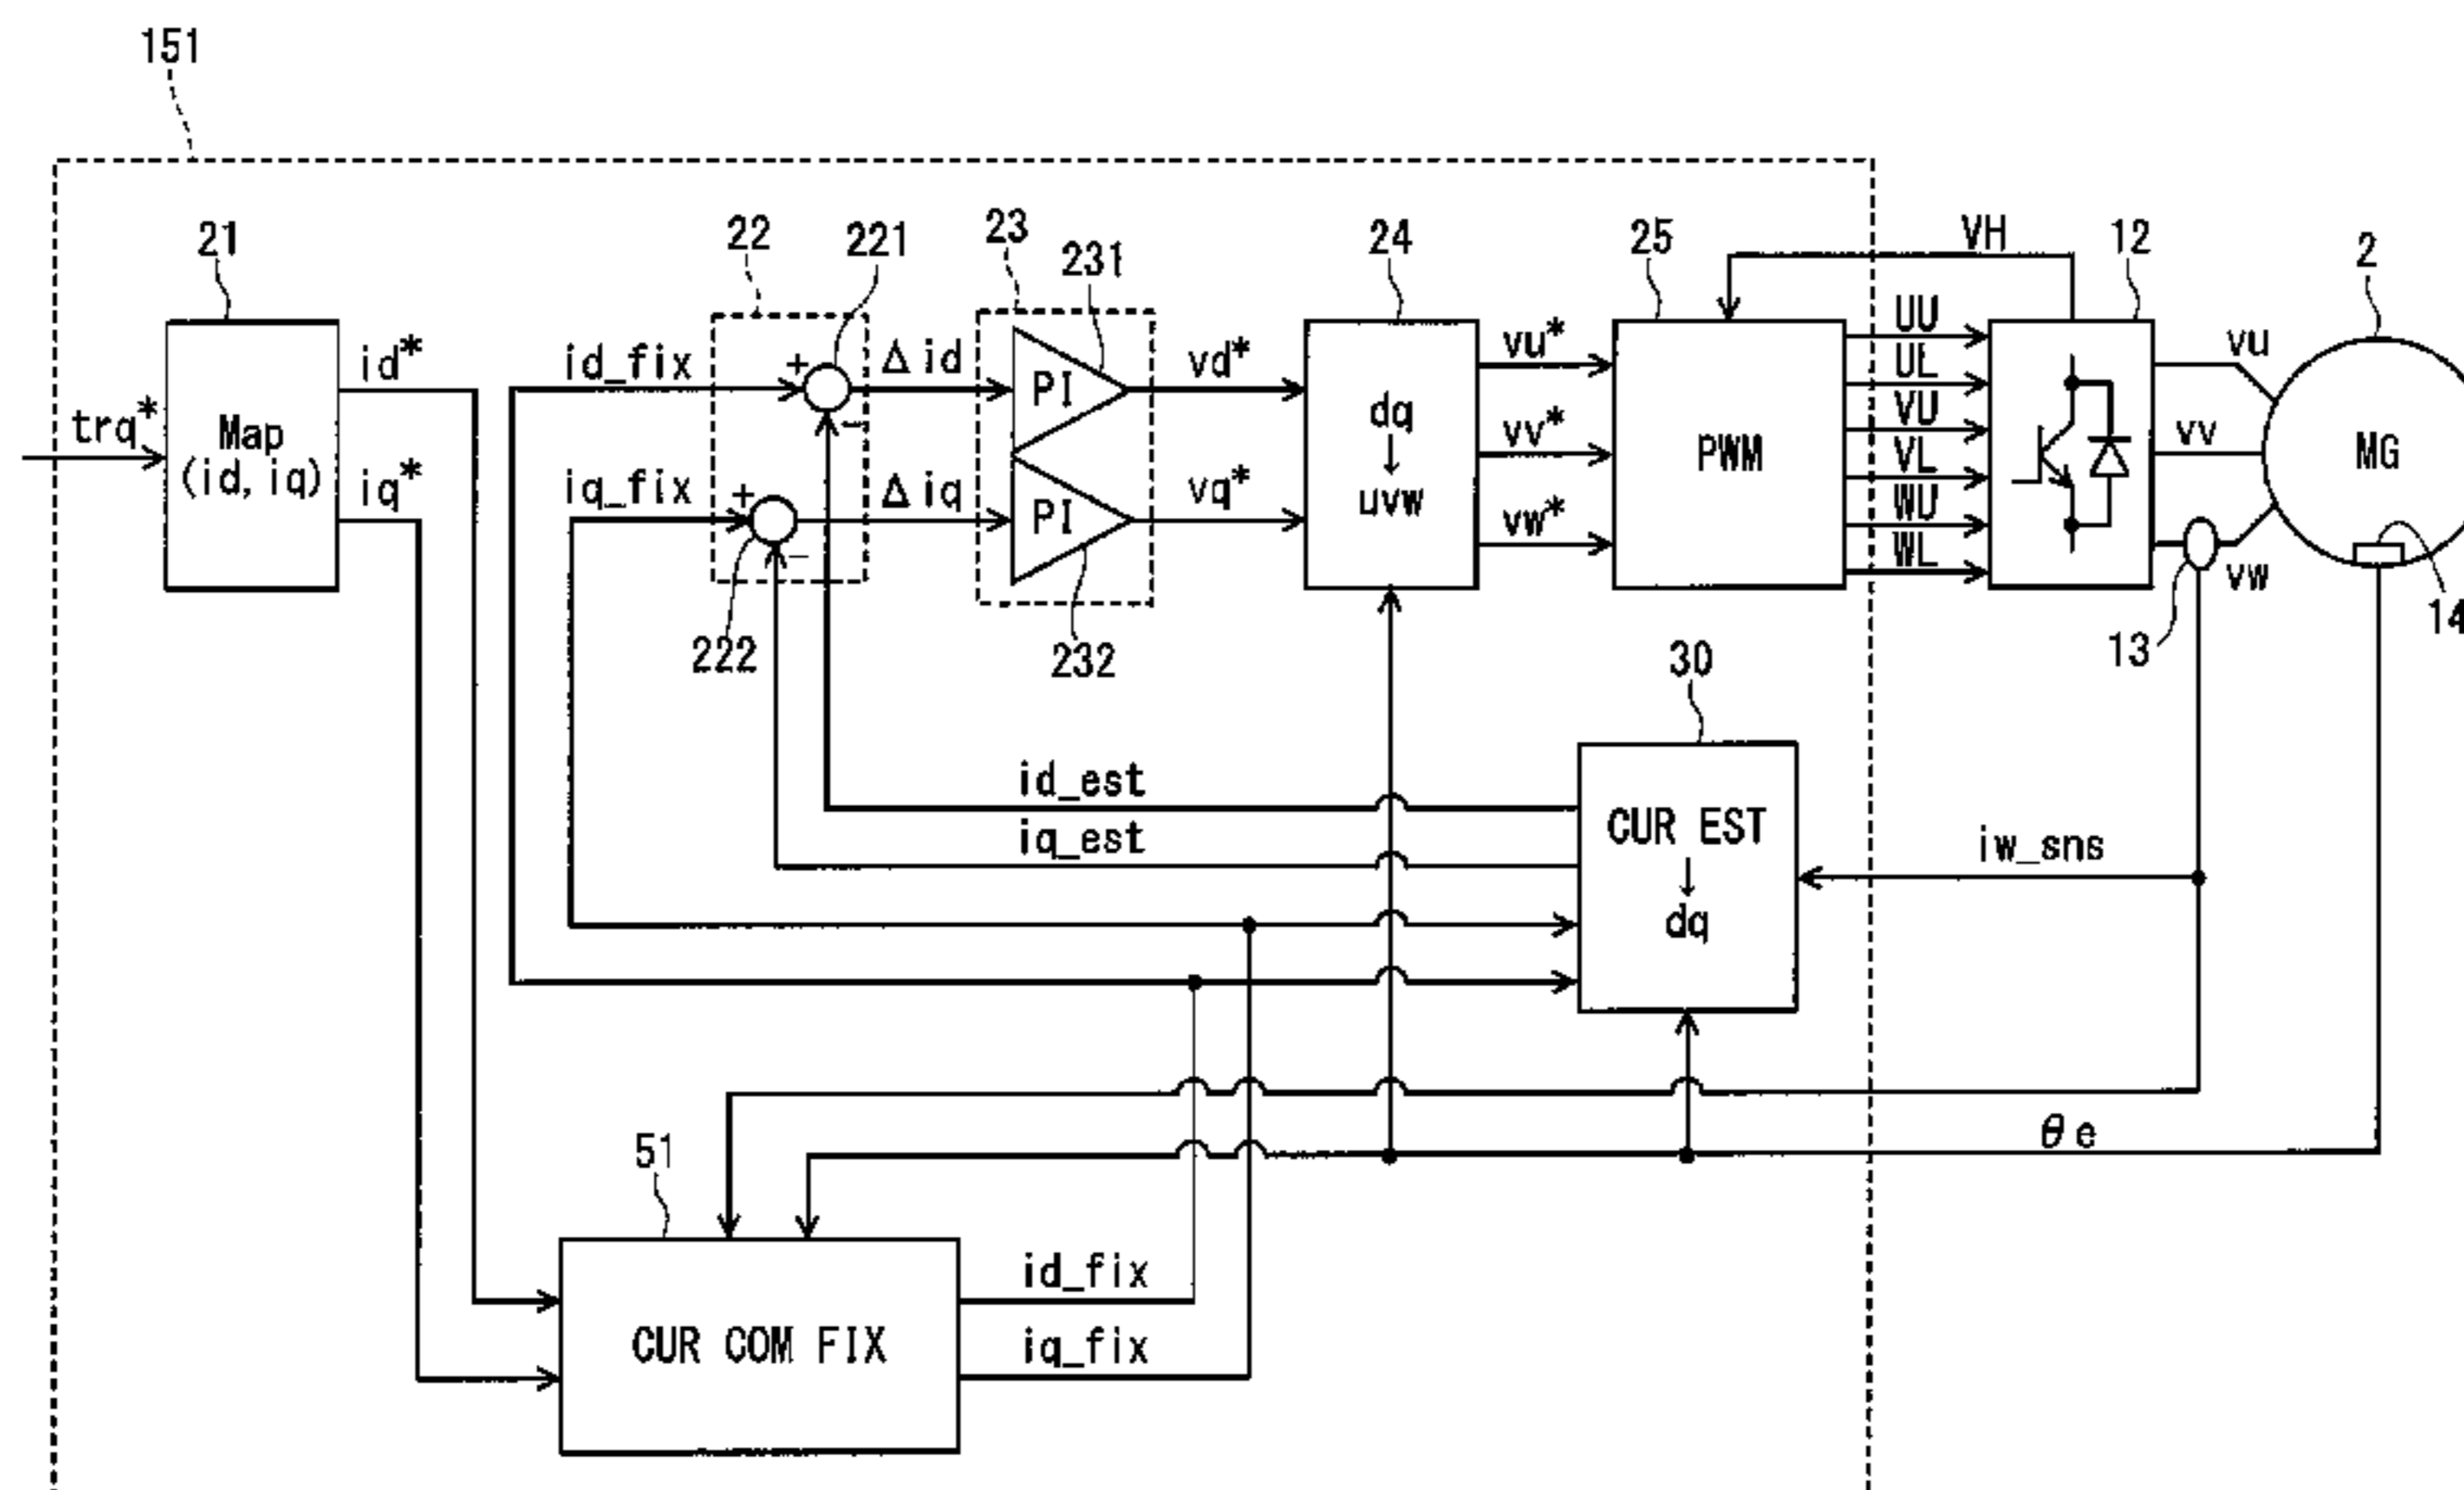 151
21
22
221
23
231
24
25
VH
12
2
trq*
Map
(id, iq)
id*
iq*
id_fix
iq_fix
+
−
+
−
Δid
Δiq
PI
PI
vd*
vq*
dq
↓
uvw
vu*
vv*
vw*
PWM
UU
UL
VU
VL
WU
WL
vu
vv
vw
MG
222
232
13
14
30
id_est
iq_est
CUR EST
↓
dq
iw_sns
θe
51
CUR COM FIX
id_fix
iq_fix